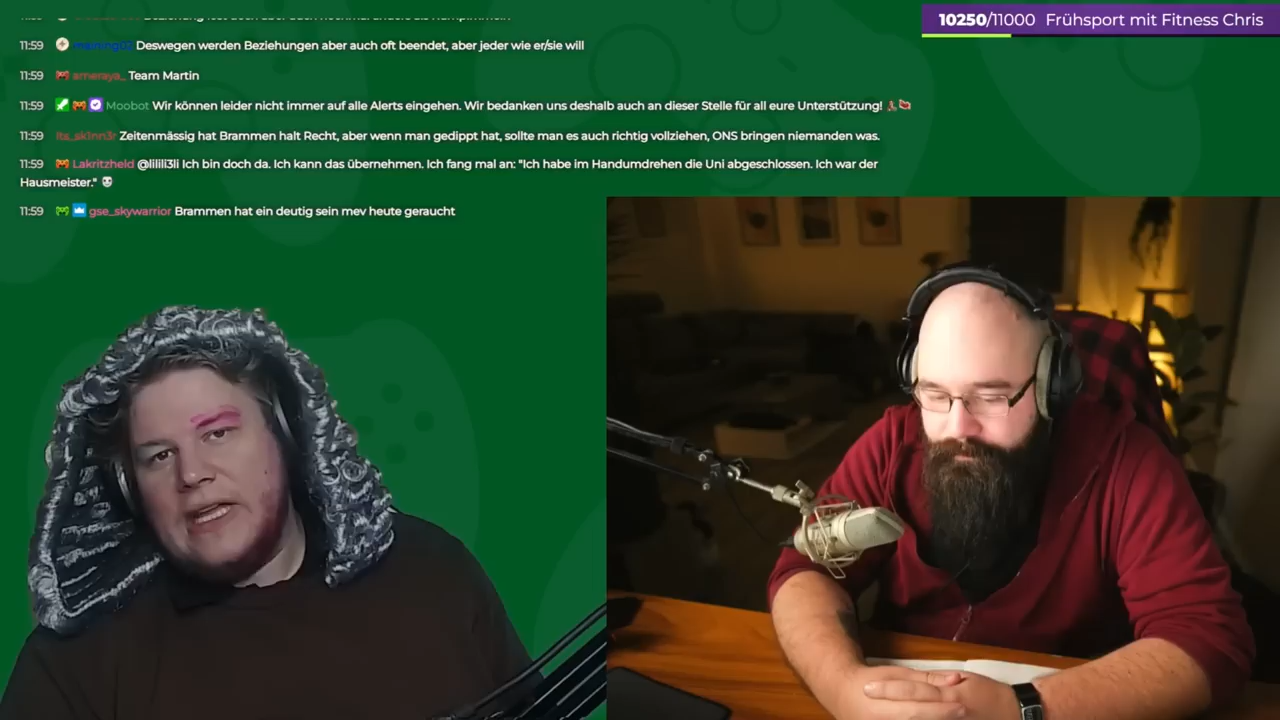 10250/11000 Frühsport mit Fitness Chris
11:59 Deswegen werden Beziehungen aber auch oft beendet, aber jeder wie er/sie will
11:59 ameraya_ Team Martin
11:59 Moobot Wir können leider nicht immer auf alle Alerts eingehen. Wir bedanken uns deshalb auch an dieser Stelle für all eure Unterstützung!
11:59 Its_sk1nn3r Zeitenmässig hat Brammen halt Recht, aber wenn man gedippt hat, sollte man es auch richtig vollziehen, ONS bringen niemanden was.
11:59 Lakritzheld @lilili3li Ich bin doch da. Ich kann das übernehmen. Ich fang mal an: "Ich habe im Handumdrehen die Uni abgeschlossen. Ich war der
Hausmeister."
11:59 gse_skywarrior Brammen hat ein deutig sein mev heute geraucht